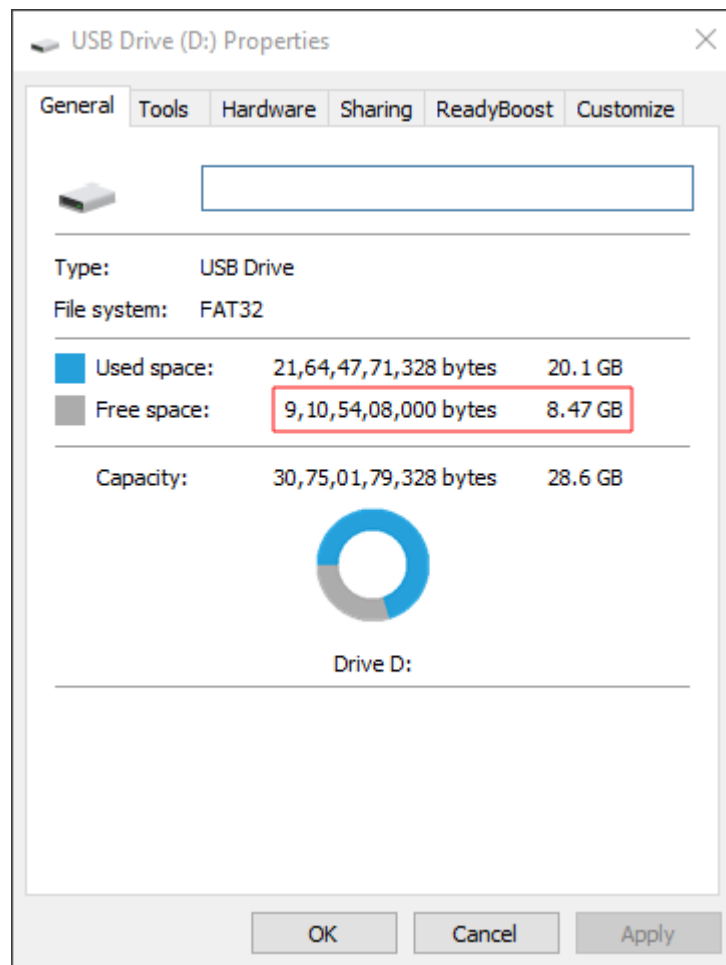 USB Drive (D:) Properties
General Tools Hardware Sharing ReadyBoost Customize
Type: USB Drive
File system: FAT32
Used space: 21,64,47,71,328 bytes 20.1 GB
Free space: 9,10,54,08,000 bytes 8.47 GB
Capacity: 30,75,01,79,328 bytes 28.6 GB
Drive D:
OK Cancel Apply